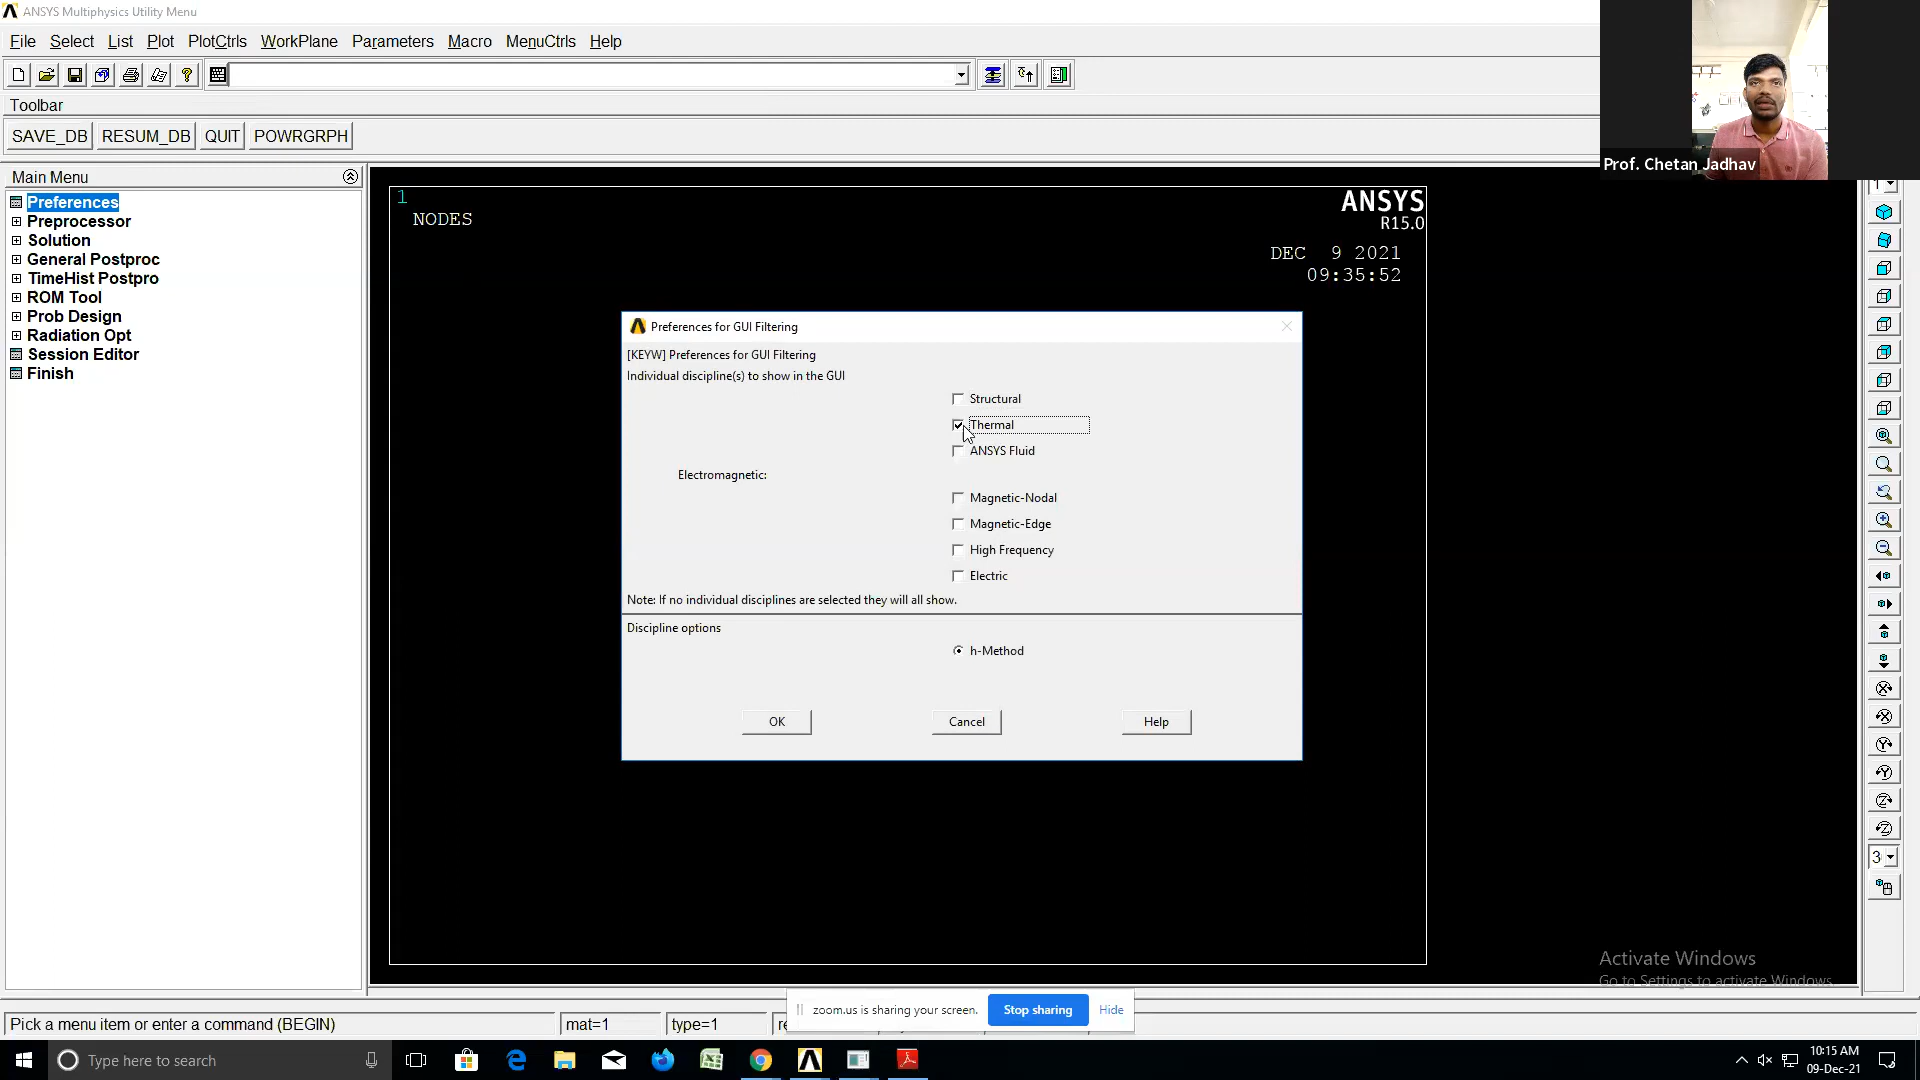 ANSYS Multiphysics Utility Menu
File Select List Plot PlotCtrls WorkPlane Parameters Macro MenuCtrls Help
Toolbar
SAVE_DB RESUM_DB QUIT POWRGRPH
Prof. Chetan Jadhav
Main Menu
Preferences
Preprocessor
Solution
General Postproc
TimeHist Postpro
ROM Tool
Prob Design
Radiation Opt
Session Editor
Finish
1
NODES
ANSYS
R15.0
DEC 9 2021
09:35:52
Preferences for GUI Filtering
[KEYW] Preferences for GUI Filtering
Individual discipline(s) to show in the GUI
Structural
Thermal
ANSYS Fluid
Electromagnetic:
Magnetic-Nodal
Magnetic-Edge
High Frequency
Electric
Note: If no individual disciplines are selected they will all show.
Discipline options
h-Method
OK Cancel Help
3
Activate Windows
Go to Settings to activate Windows.
zoom.us is sharing your screen. Stop sharing Hide
Pick a menu item or enter a command (BEGIN) mat=1 type=1
Type here to search
10:15 AM
09-Dec-21